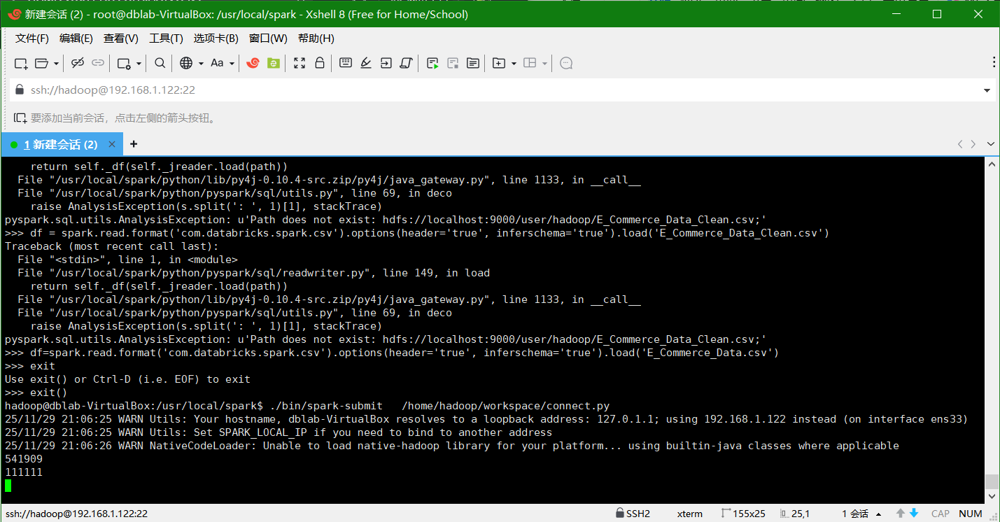 新建会话 (2) - root@dblab-VirtualBox: /usr/local/spark - Xshell 8 (Free for Home/School)
文件(F) 编辑(E) 查看(V) 工具(T) 选项卡(B) 窗口(W) 帮助(H)
Aa
ssh://hadoop@192.168.1.122:22
要添加当前会话，点击左侧的箭头按钮。
1 新建会话 (2)
    return self._df(self._jreader.load(path))
  File "/usr/local/spark/python/lib/py4j-0.10.4-src.zip/py4j/java_gateway.py", line 1133, in __call__
  File "/usr/local/spark/python/pyspark/sql/utils.py", line 69, in deco
    raise AnalysisException(s.split(': ', 1)[1], stackTrace)
pyspark.sql.utils.AnalysisException: u'Path does not exist: hdfs://localhost:9000/user/hadoop/E_Commerce_Data_Clean.csv;'
>>> df = spark.read.format('com.databricks.spark.csv').options(header='true', inferschema='true').load('E_Commerce_Data_Clean.csv')
Traceback (most recent call last):
  File "<stdin>", line 1, in <module>
  File "/usr/local/spark/python/pyspark/sql/readwriter.py", line 149, in load
    return self._df(self._jreader.load(path))
  File "/usr/local/spark/python/lib/py4j-0.10.4-src.zip/py4j/java_gateway.py", line 1133, in __call__
  File "/usr/local/spark/python/pyspark/sql/utils.py", line 69, in deco
    raise AnalysisException(s.split(': ', 1)[1], stackTrace)
pyspark.sql.utils.AnalysisException: u'Path does not exist: hdfs://localhost:9000/user/hadoop/E_Commerce_Data_Clean.csv;'
>>> df=spark.read.format('com.databricks.spark.csv').options(header='true', inferschema='true').load('E_Commerce_Data.csv')
>>> exit
Use exit() or Ctrl-D (i.e. EOF) to exit
>>> exit()
hadoop@dblab-VirtualBox:/usr/local/spark$ ./bin/spark-submit   /home/hadoop/workspace/connect.py
25/11/29 21:06:25 WARN Utils: Your hostname, dblab-VirtualBox resolves to a loopback address: 127.0.1.1; using 192.168.1.122 instead (on interface ens33)
25/11/29 21:06:25 WARN Utils: Set SPARK_LOCAL_IP if you need to bind to another address
25/11/29 21:06:26 WARN NativeCodeLoader: Unable to load native-hadoop library for your platform... using builtin-java classes where applicable
541909
111111
ssh://hadoop@192.168.1.122:22 SSH2 xterm 155x25 25,1 1 会话 CAP NUM